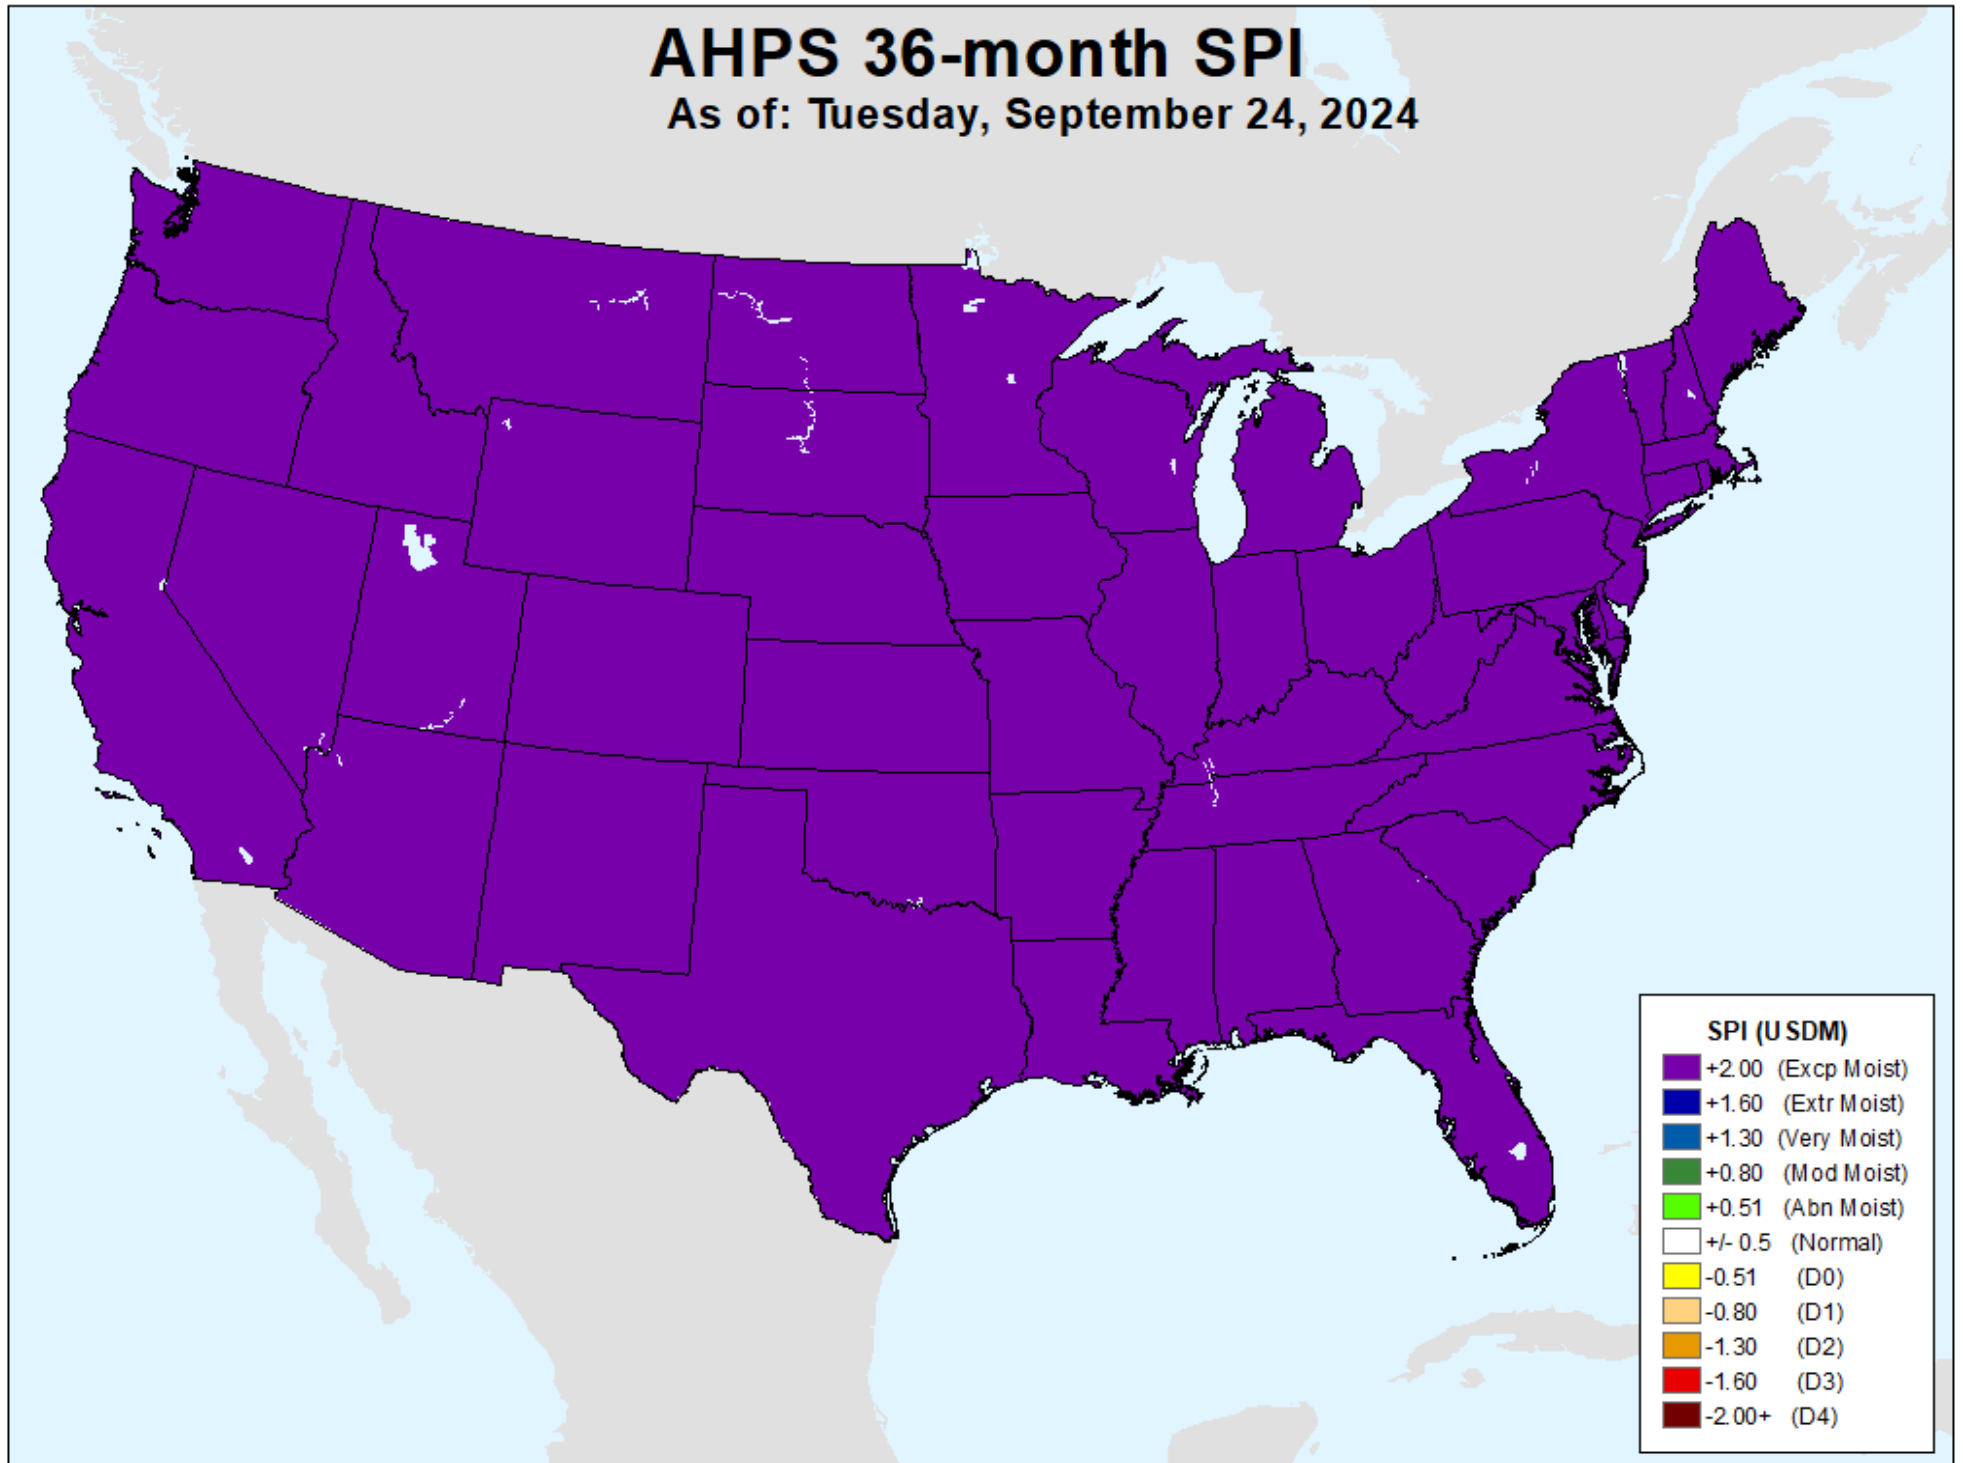 AHPS 36-month SPI
As of: Tuesday, September 24, 2024
SPI (USDM)
+2.00 (Excp Moist)
+1.60 (Extr Moist)
+1.30 (Very Moist)
+0.80 (Mod Moist)
+0.51 (Abn Moist)
+/- 0.5 (Normal)
-0.51 (D0)
-0.80 (D1)
-1.30 (D2)
-1.60 (D3)
-2.00+ (D4)